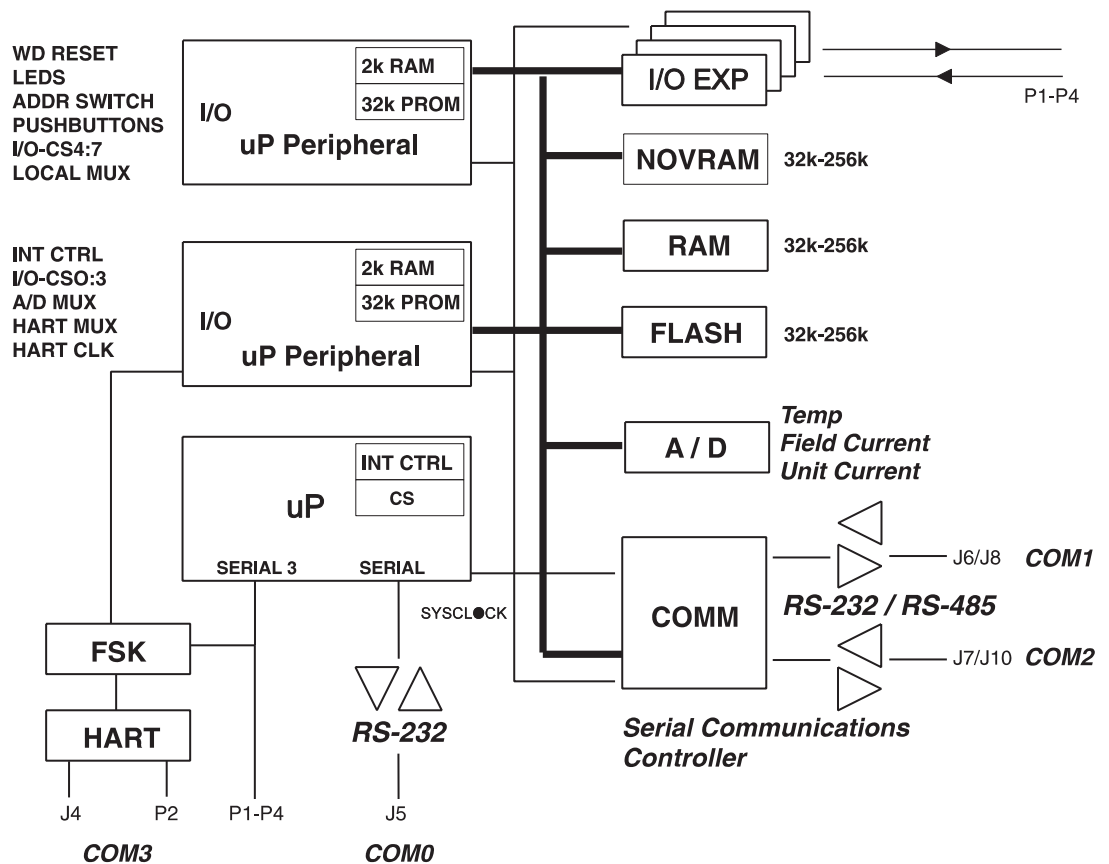 WD RESET
LEDS
ADDR SWITCH
PUSHBUTTONS
I/O-CS4:7
LOCAL MUX
2k RAM
32k PROM
I/O
uP Peripheral
I/O EXP
P1-P4
NOVRAM
32k-256k
RAM
32k-256k
FLASH
32k-256k
INT CTRL
I/O-CSO:3
A/D MUX
HART MUX
HART CLK
2k RAM
32k PROM
I/O
uP Peripheral
A / D
Temp
Field Current
Unit Current
INT CTRL
CS
uP
SERIAL 3
SERIAL
SYSCLOCK
COMM
J6/J8
COM1
RS-232 / RS-485
J7/J10
COM2
Serial Communications
Controller
FSK
HART
RS-232
J4
P2
P1-P4
J5
COM3
COM0